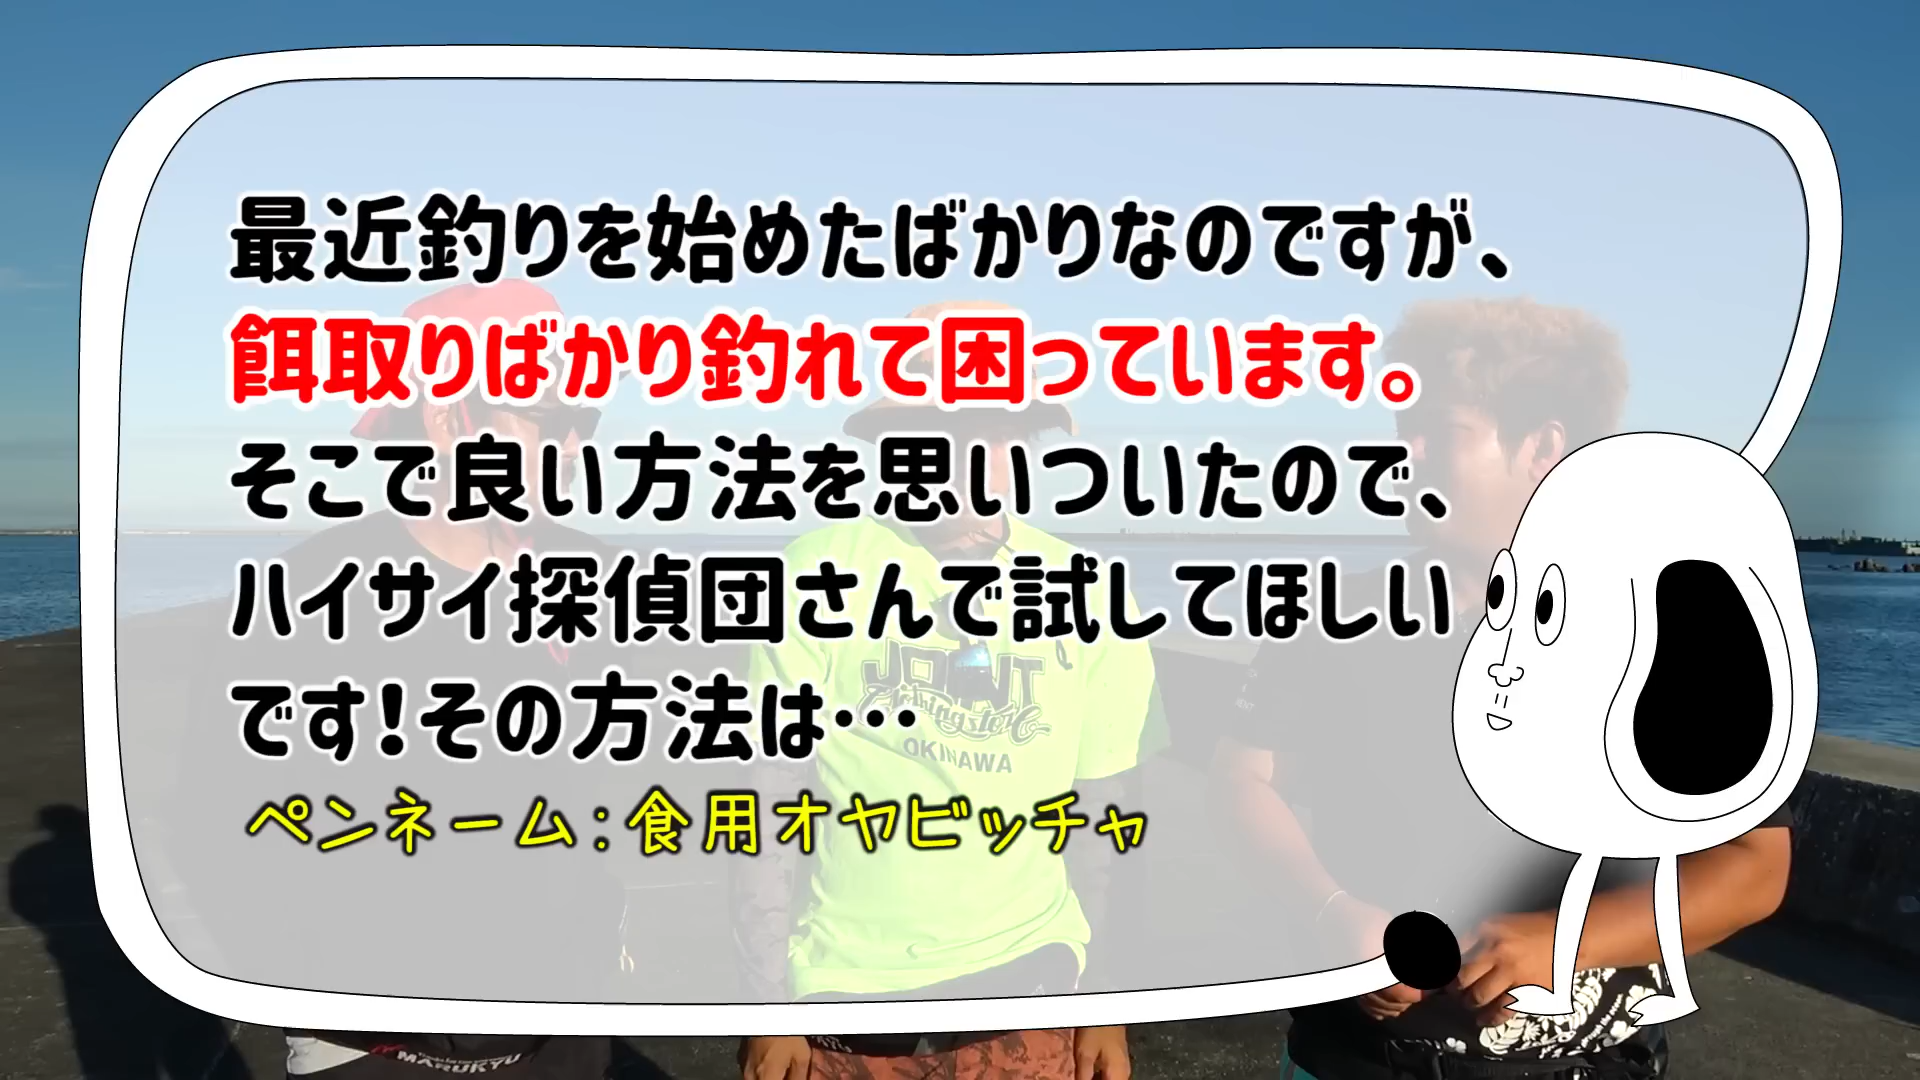 最近釣りを始めたばかりなのですが、
餌取りばかり釣れて困っています。
そこで良い方法を思いついたので、
ハイサイ探偵団さんで試してほしい
です!その方法は…
ペンネーム:食用オヤビッチャ
JOINT
Clothingstore
OKINAWA
MARUKYU